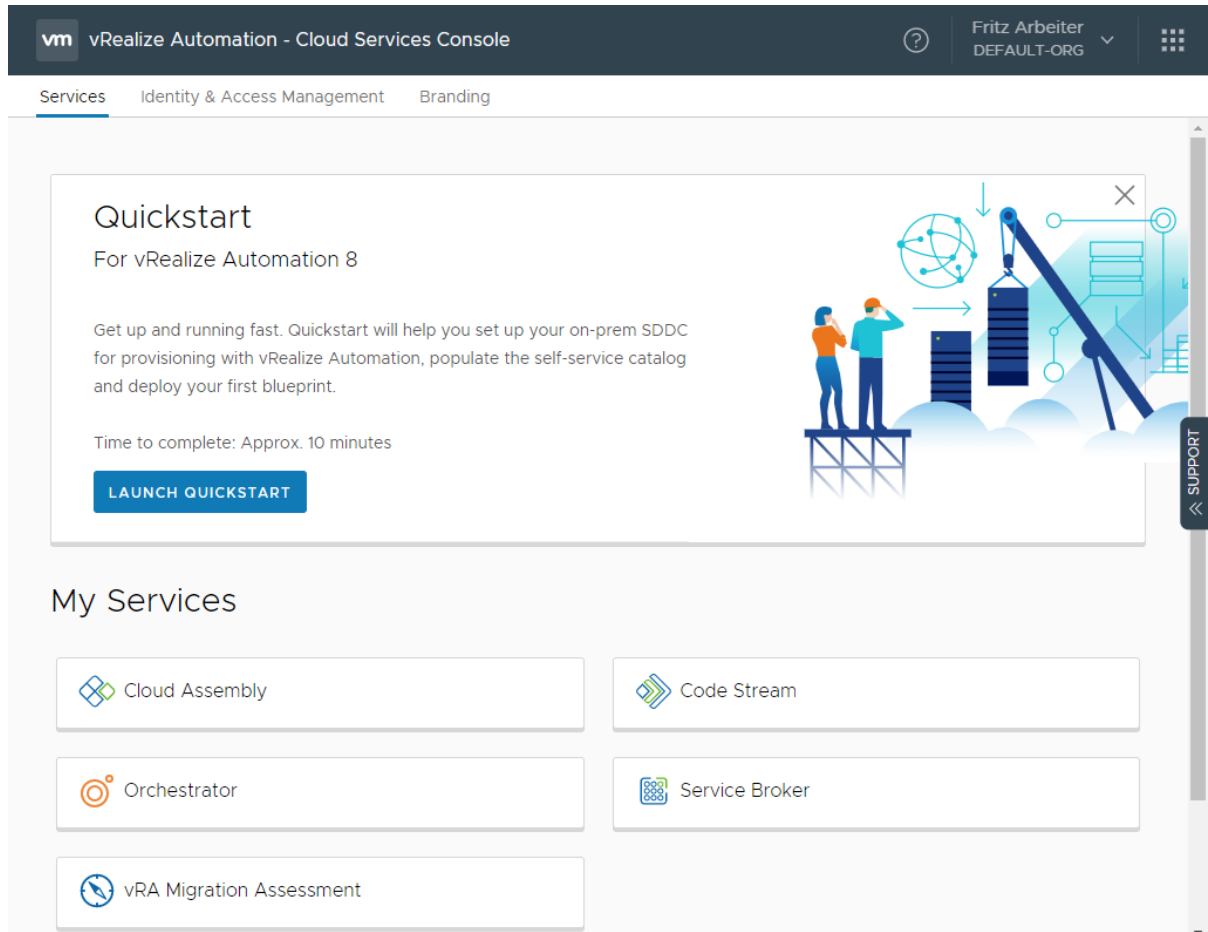 vm vRealize Automation - Cloud Services Console
Fritz Arbeiter
DEFAULT-ORG
Services Identity & Access Management Branding
Quickstart
For vRealize Automation 8
Get up and running fast. Quickstart will help you set up your on-prem SDDC
for provisioning with vRealize Automation, populate the self-service catalog
and deploy your first blueprint.
Time to complete: Approx. 10 minutes
LAUNCH QUICKSTART
SUPPORT
My Services
Cloud Assembly
Code Stream
Orchestrator
Service Broker
vRA Migration Assessment